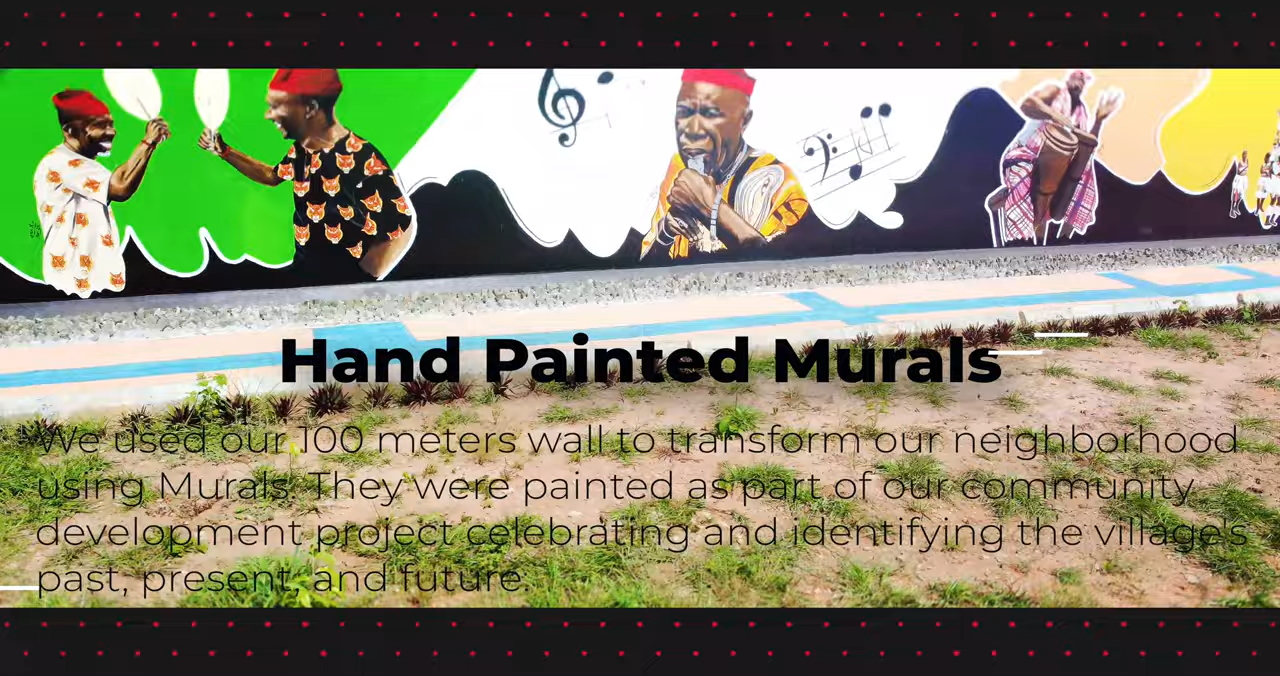 Hand Painted Murals
We used our 100 meters wall to transform our neighborhood
using Murals. They were painted as part of our community
development project celebrating and identifying the village's
past, present, and future.